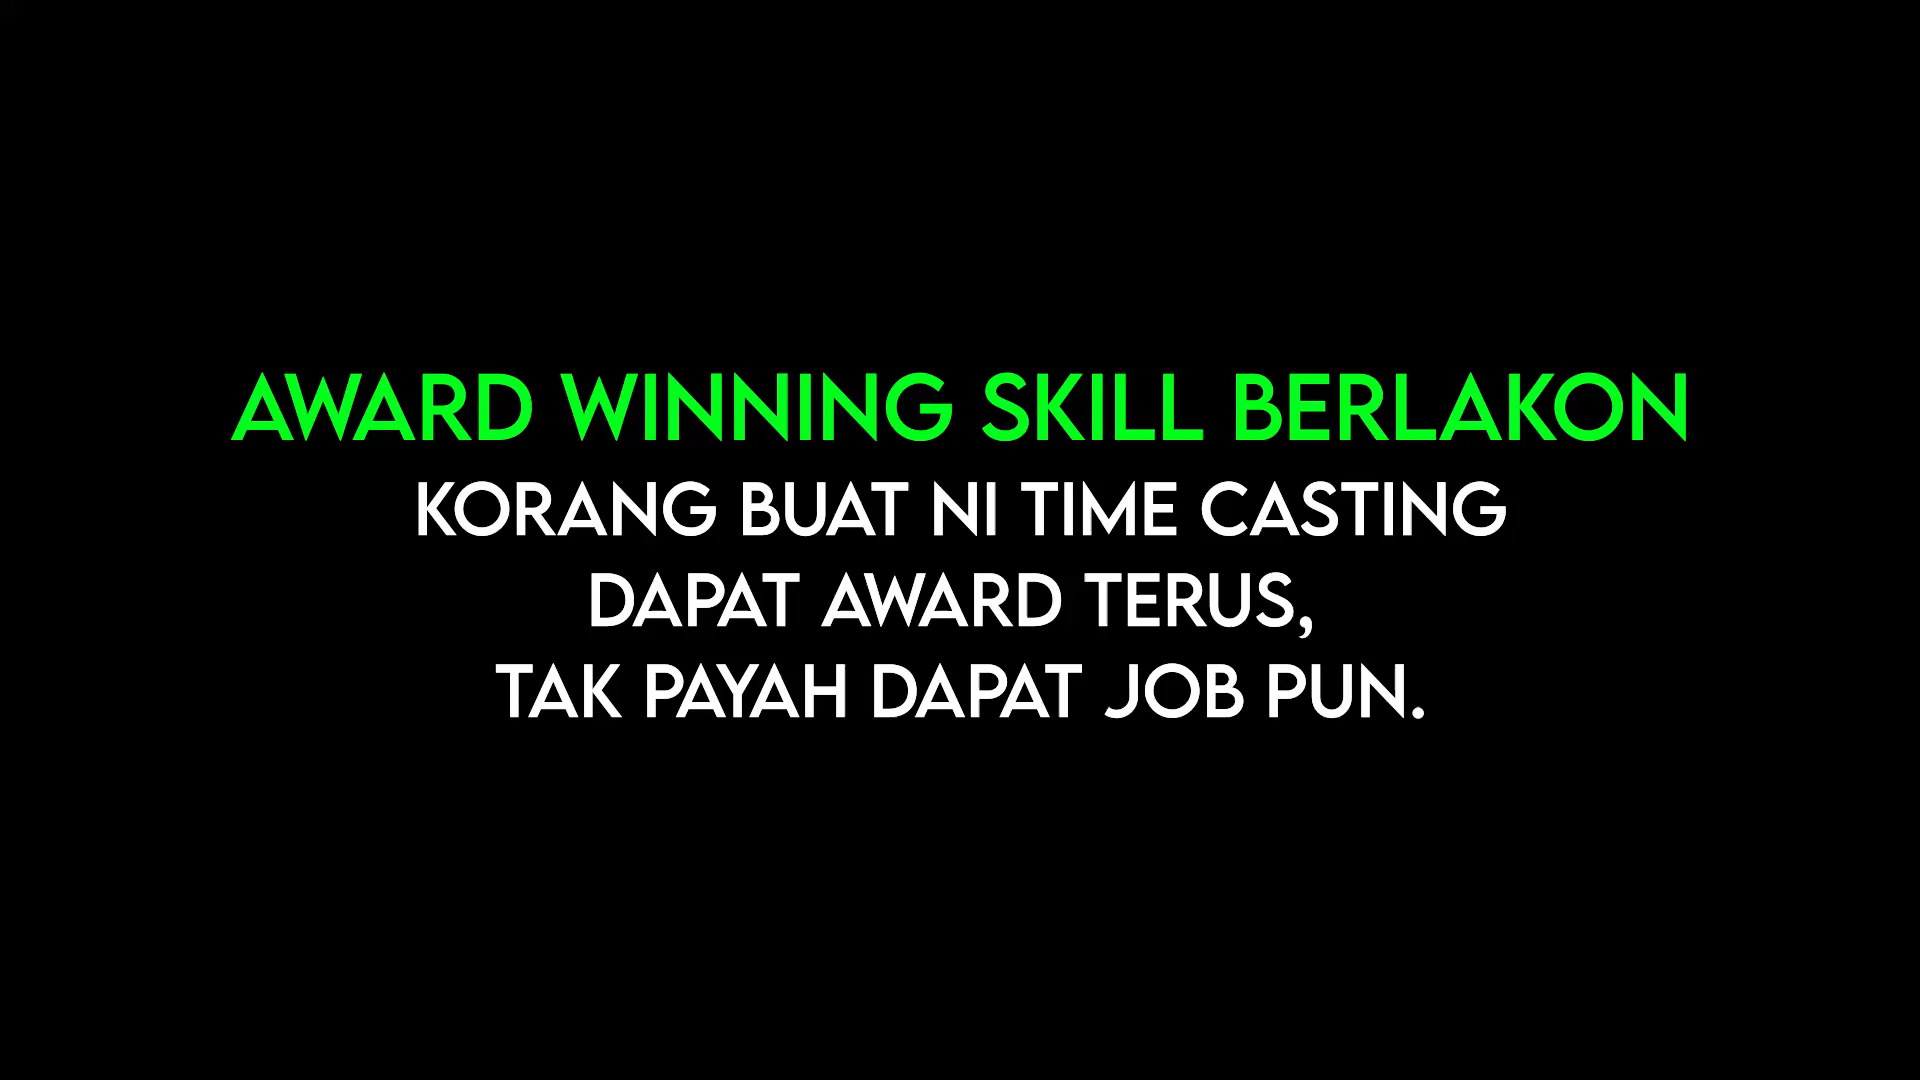 AWARD WINNING SKILL BERLAKON
KORANG BUAT NI TIME CASTING
DAPAT AWARD TERUS,
TAK PAYAH DAPAT JOB PUN.